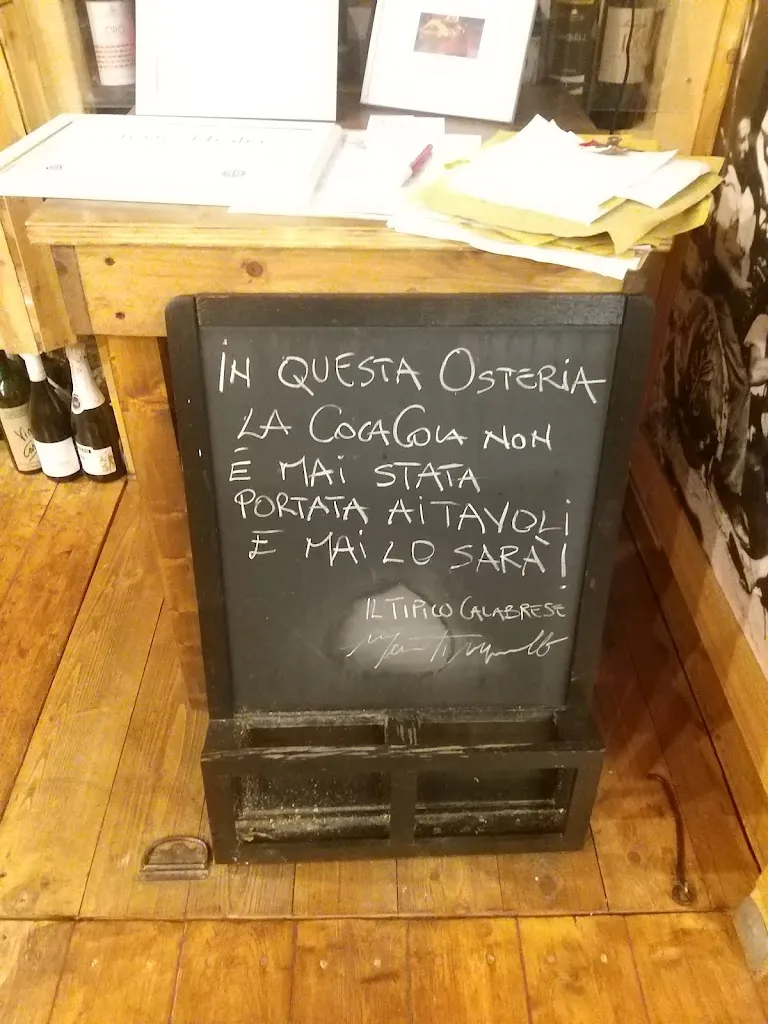 iN QUESTA OSTERiA
LA COCACOLA NON
È MAi STATA
PORTATA Ai TAVOLi
E MAi LO SARÀ!
IL TIPICO CALABRESE